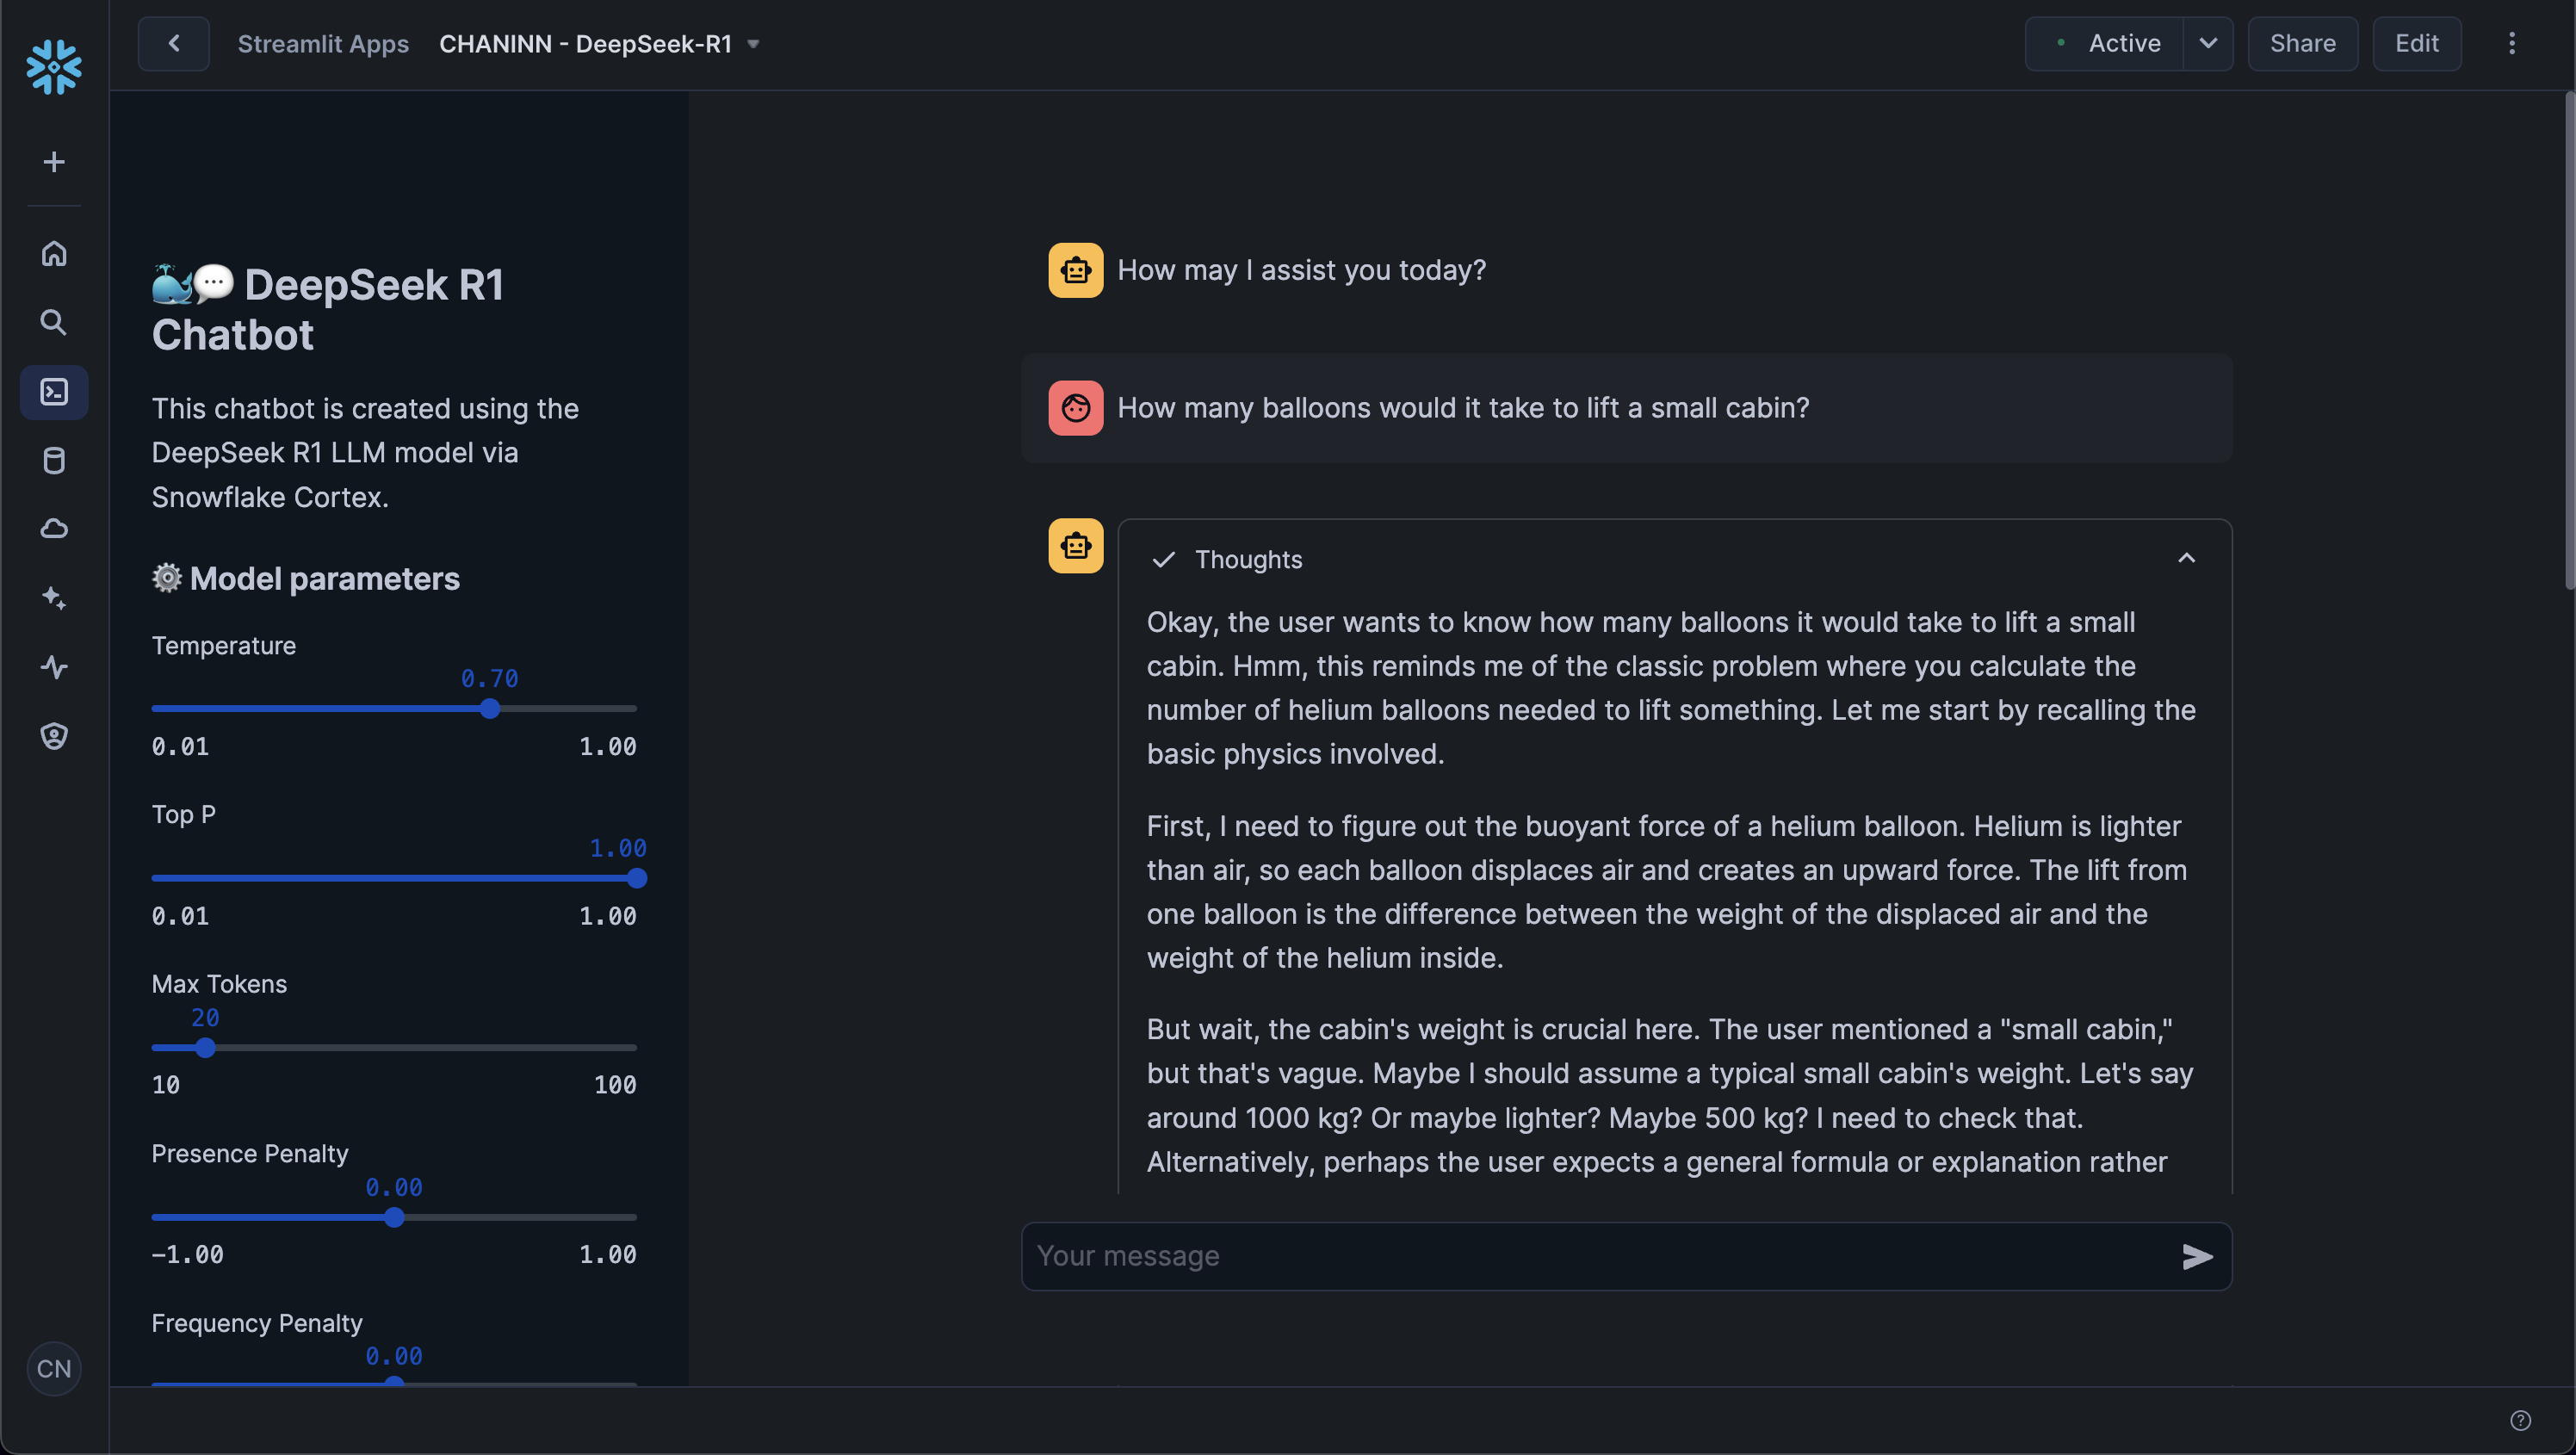 Streamlit Apps
CHANINN - DeepSeek-R1
Active
Share
Edit
DeepSeek R1
Chatbot
This chatbot is created using the
DeepSeek R1 LLM model via
Snowflake Cortex.
Model parameters
Temperature
0.70
0.01 1.00
Top P
1.00
0.01 1.00
Max Tokens
20
10 100
Presence Penalty
0.00
−1.00 1.00
Frequency Penalty
0.00
CN
How may I assist you today?
How many balloons would it take to lift a small cabin?
Thoughts
Okay, the user wants to know how many balloons it would take to lift a small
cabin. Hmm, this reminds me of the classic problem where you calculate the
number of helium balloons needed to lift something. Let me start by recalling the
basic physics involved.
First, I need to figure out the buoyant force of a helium balloon. Helium is lighter
than air, so each balloon displaces air and creates an upward force. The lift from
one balloon is the difference between the weight of the displaced air and the
weight of the helium inside.
But wait, the cabin's weight is crucial here. The user mentioned a "small cabin,"
but that's vague. Maybe I should assume a typical small cabin's weight. Let's say
around 1000 kg? Or maybe lighter? Maybe 500 kg? I need to check that.
Alternatively, perhaps the user expects a general formula or explanation rather
Your message